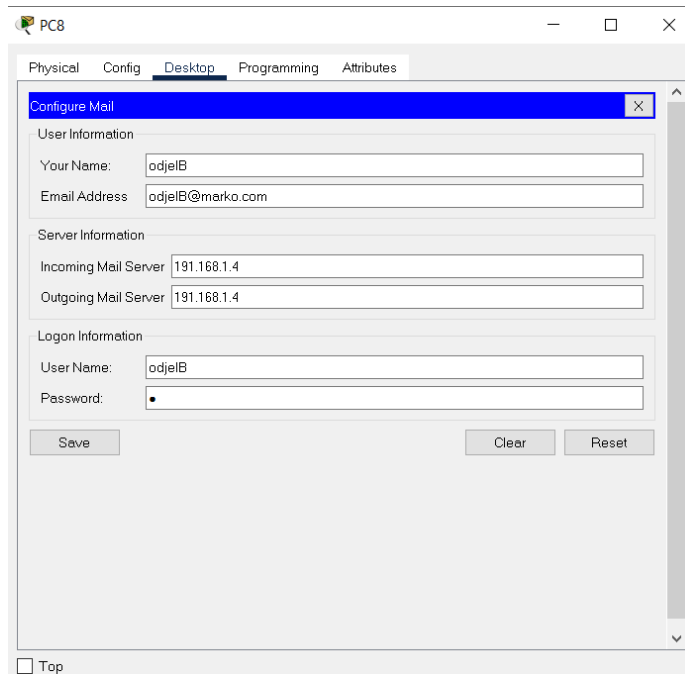 PC8
Physical Config Desktop Programming Attributes
Configure Mail X
User Information
Your Name: odjelB
Email Address odjelB@marko.com
Server Information
Incoming Mail Server 191.168.1.4
Outgoing Mail Server 191.168.1.4
Logon Information
User Name: odjelB
Password: •
Save Clear Reset
Top